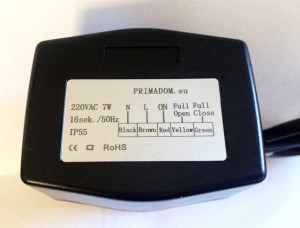 PRIMADOM.eu
220VAC 7W N L ON Full Full
Open Close
16sek./50Hz
IP55 Black Brown Red Yellow Green
CE RoHS